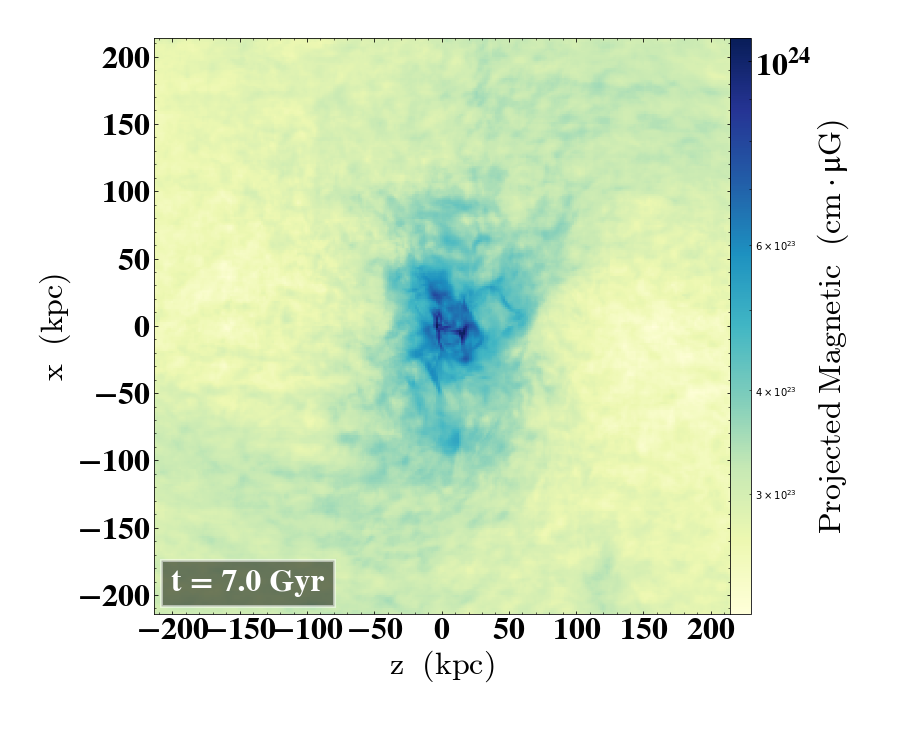 200
150
100
50
0
−50
−100
−150
−200
x (kpc)
t = 7.0 Gyr
−200 −150 −100 −50 0 50 100 150 200
z (kpc)
10^24
6 × 10^23
4 × 10^23
3 × 10^23
Projected Magnetic (cm · μG)